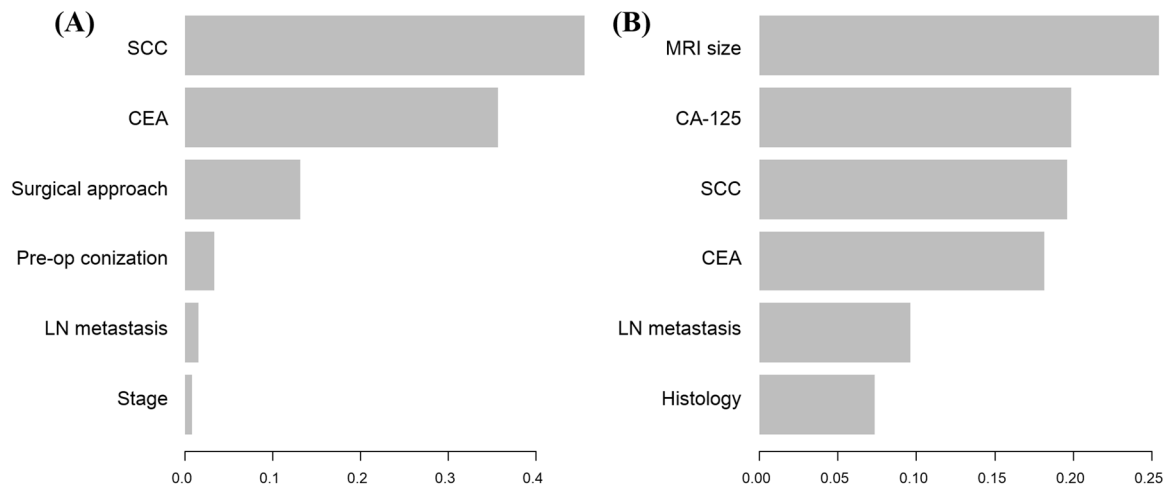 (A)
SCC
CEA
Surgical approach
Pre-op conization
LN metastasis
Stage
0.0 0.1 0.2 0.3 0.4
(B)
MRI size
CA-125
SCC
CEA
LN metastasis
Histology
0.00 0.05 0.10 0.15 0.20 0.25